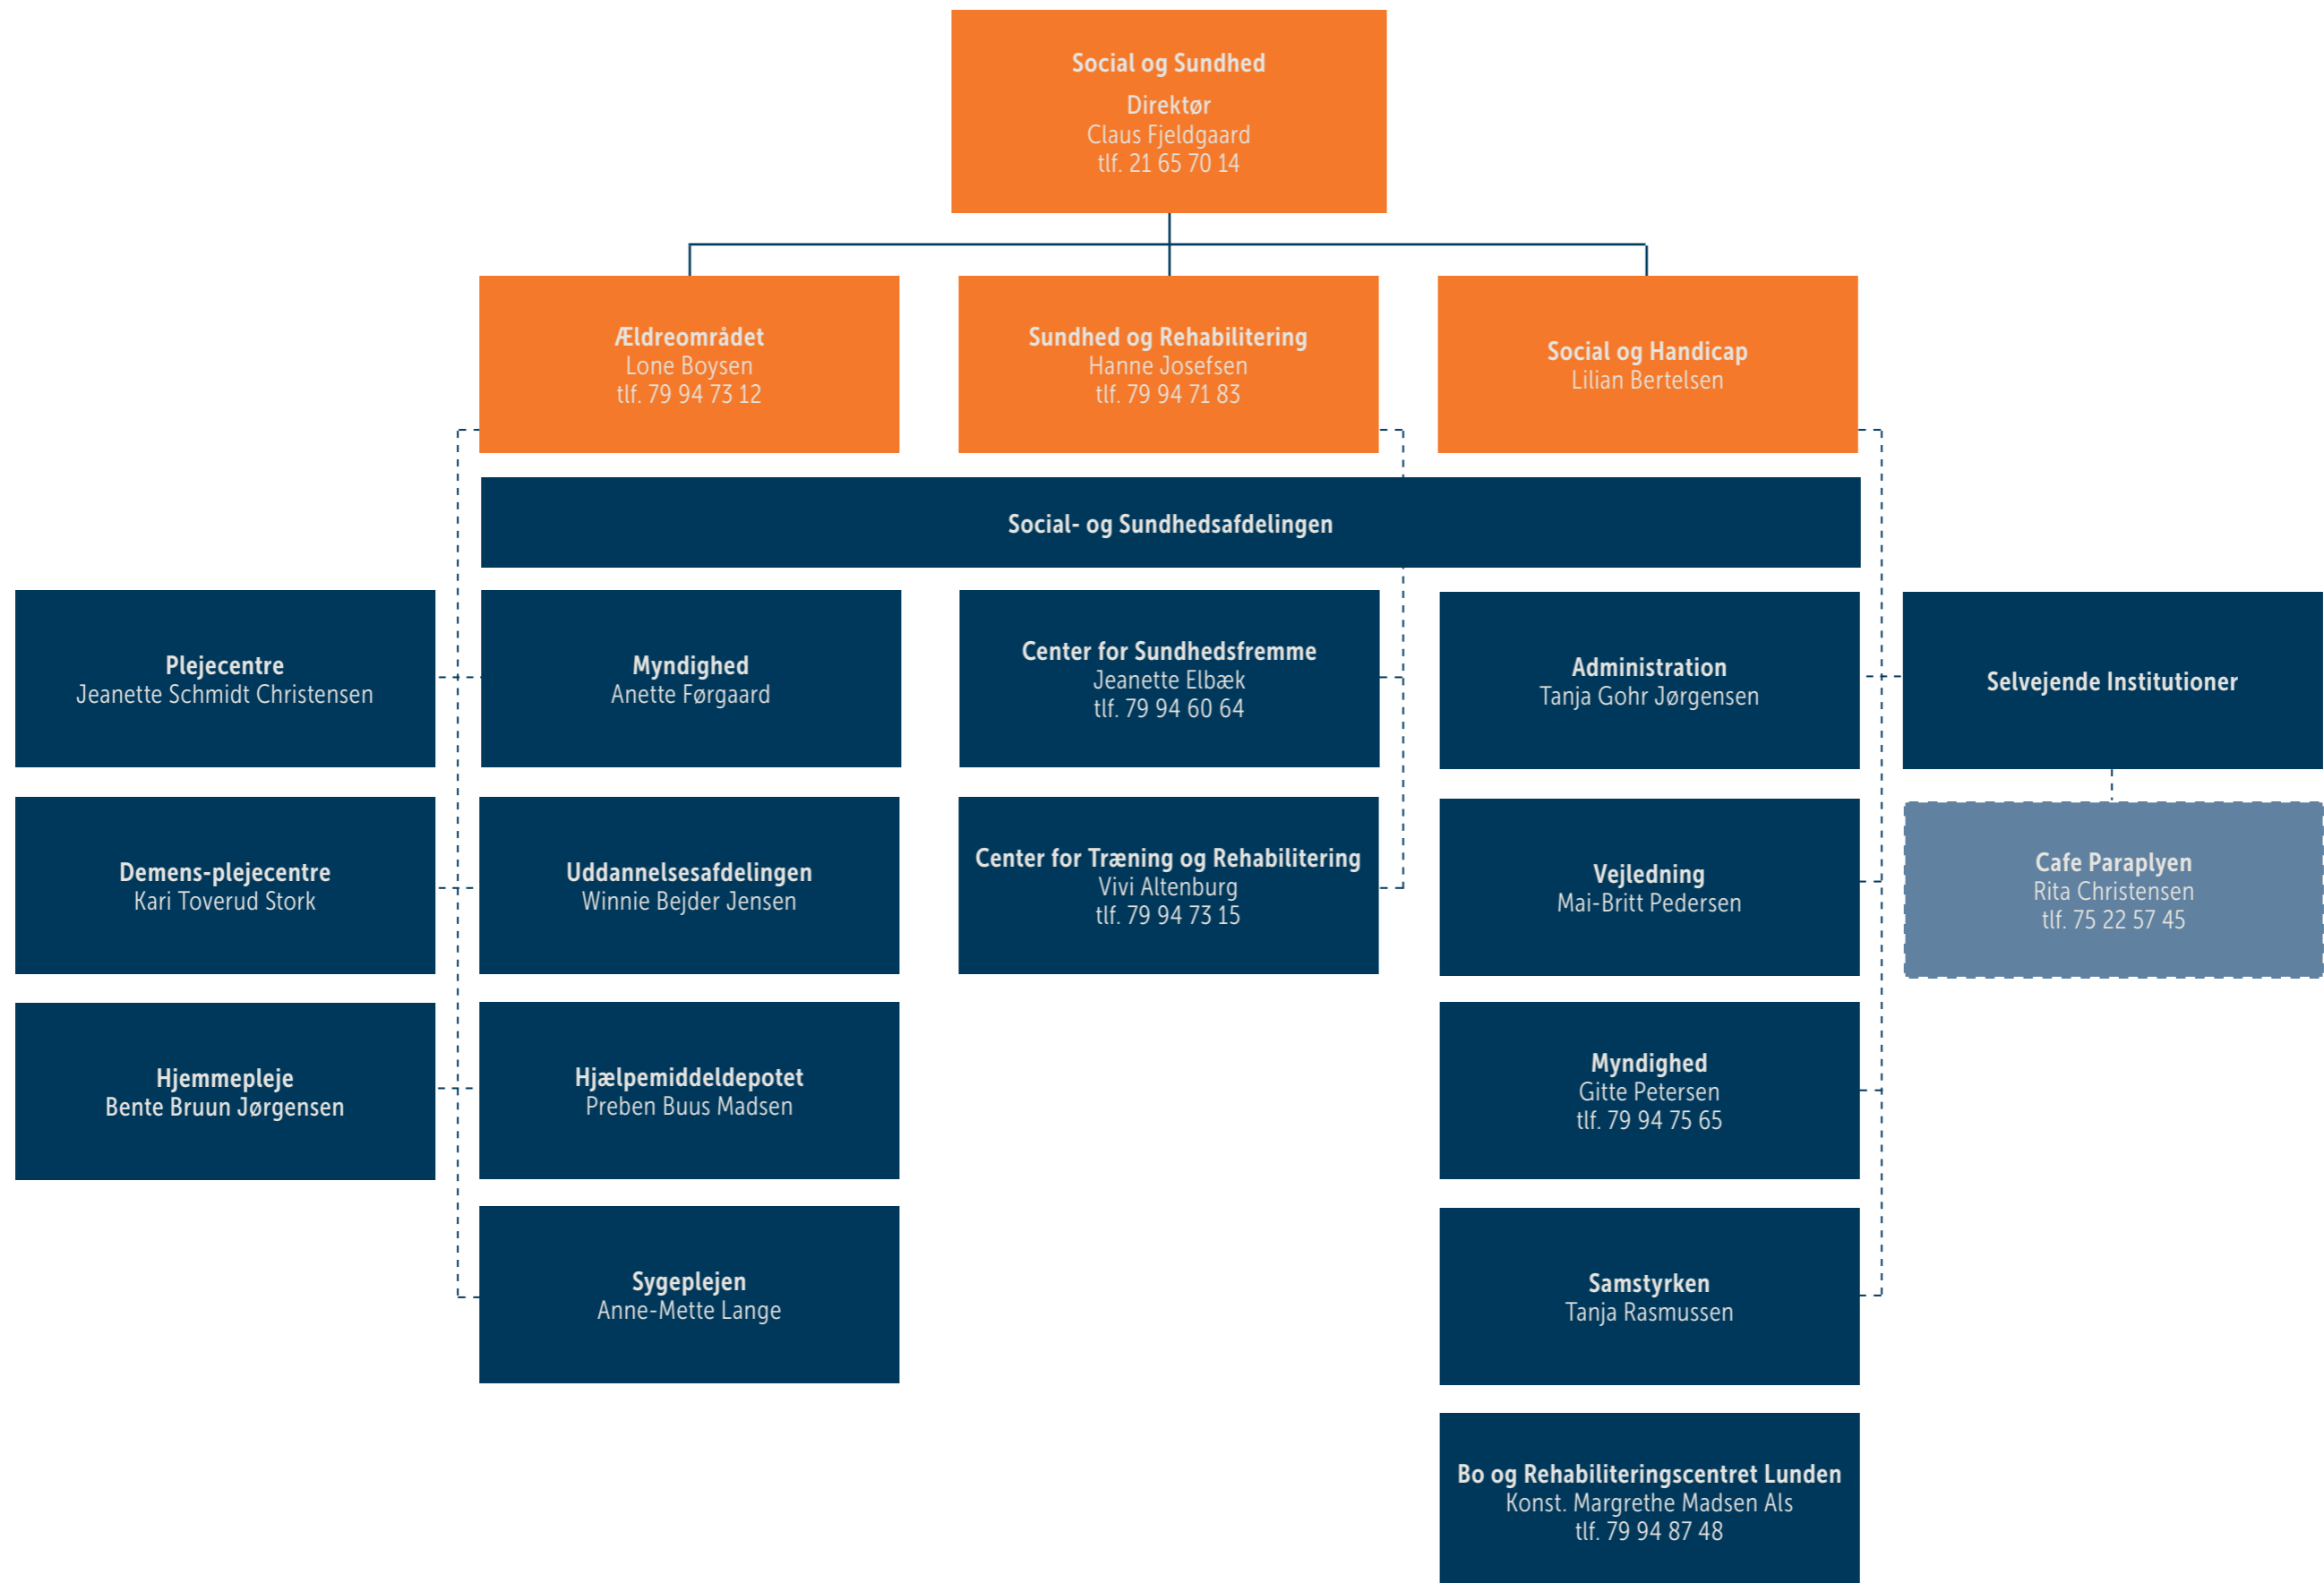 Social og Sundhed
Direktør
Claus Fjeldgaard
tlf. 21 65 70 14
Ældreområdet
Lone Boysen
tlf. 79 94 73 12
Sundhed og Rehabilitering
Hanne Josefsen
tlf. 79 94 71 83
Social og Handicap
Lilian Bertelsen
Social- og Sundhedsafdelingen
Plejecentre
Jeanette Schmidt Christensen
Myndighed
Anette Førgaard
Center for Sundhedsfremme
Jeanette Elbæk
tlf. 79 94 60 64
Administration
Tanja Gohr Jørgensen
Selvejende Institutioner
Demens-plejecentre
Kari Toverud Stork
Uddannelsesafdelingen
Winnie Bejder Jensen
Center for Træning og Rehabilitering
Vivi Altenburg
tlf. 79 94 73 15
Vejledning
Mai-Britt Pedersen
Cafe Paraplyen
Rita Christensen
tlf. 75 22 57 45
Hjemmepleje
Bente Bruun Jørgensen
Hjælpemiddeldepotet
Preben Buus Madsen
Myndighed
Gitte Petersen
tlf. 79 94 75 65
Sygeplejen
Anne-Mette Lange
Samstyrken
Tanja Rasmussen
Bo og Rehabiliteringscentret Lunden
Konst. Margrethe Madsen Als
tlf. 79 94 87 48